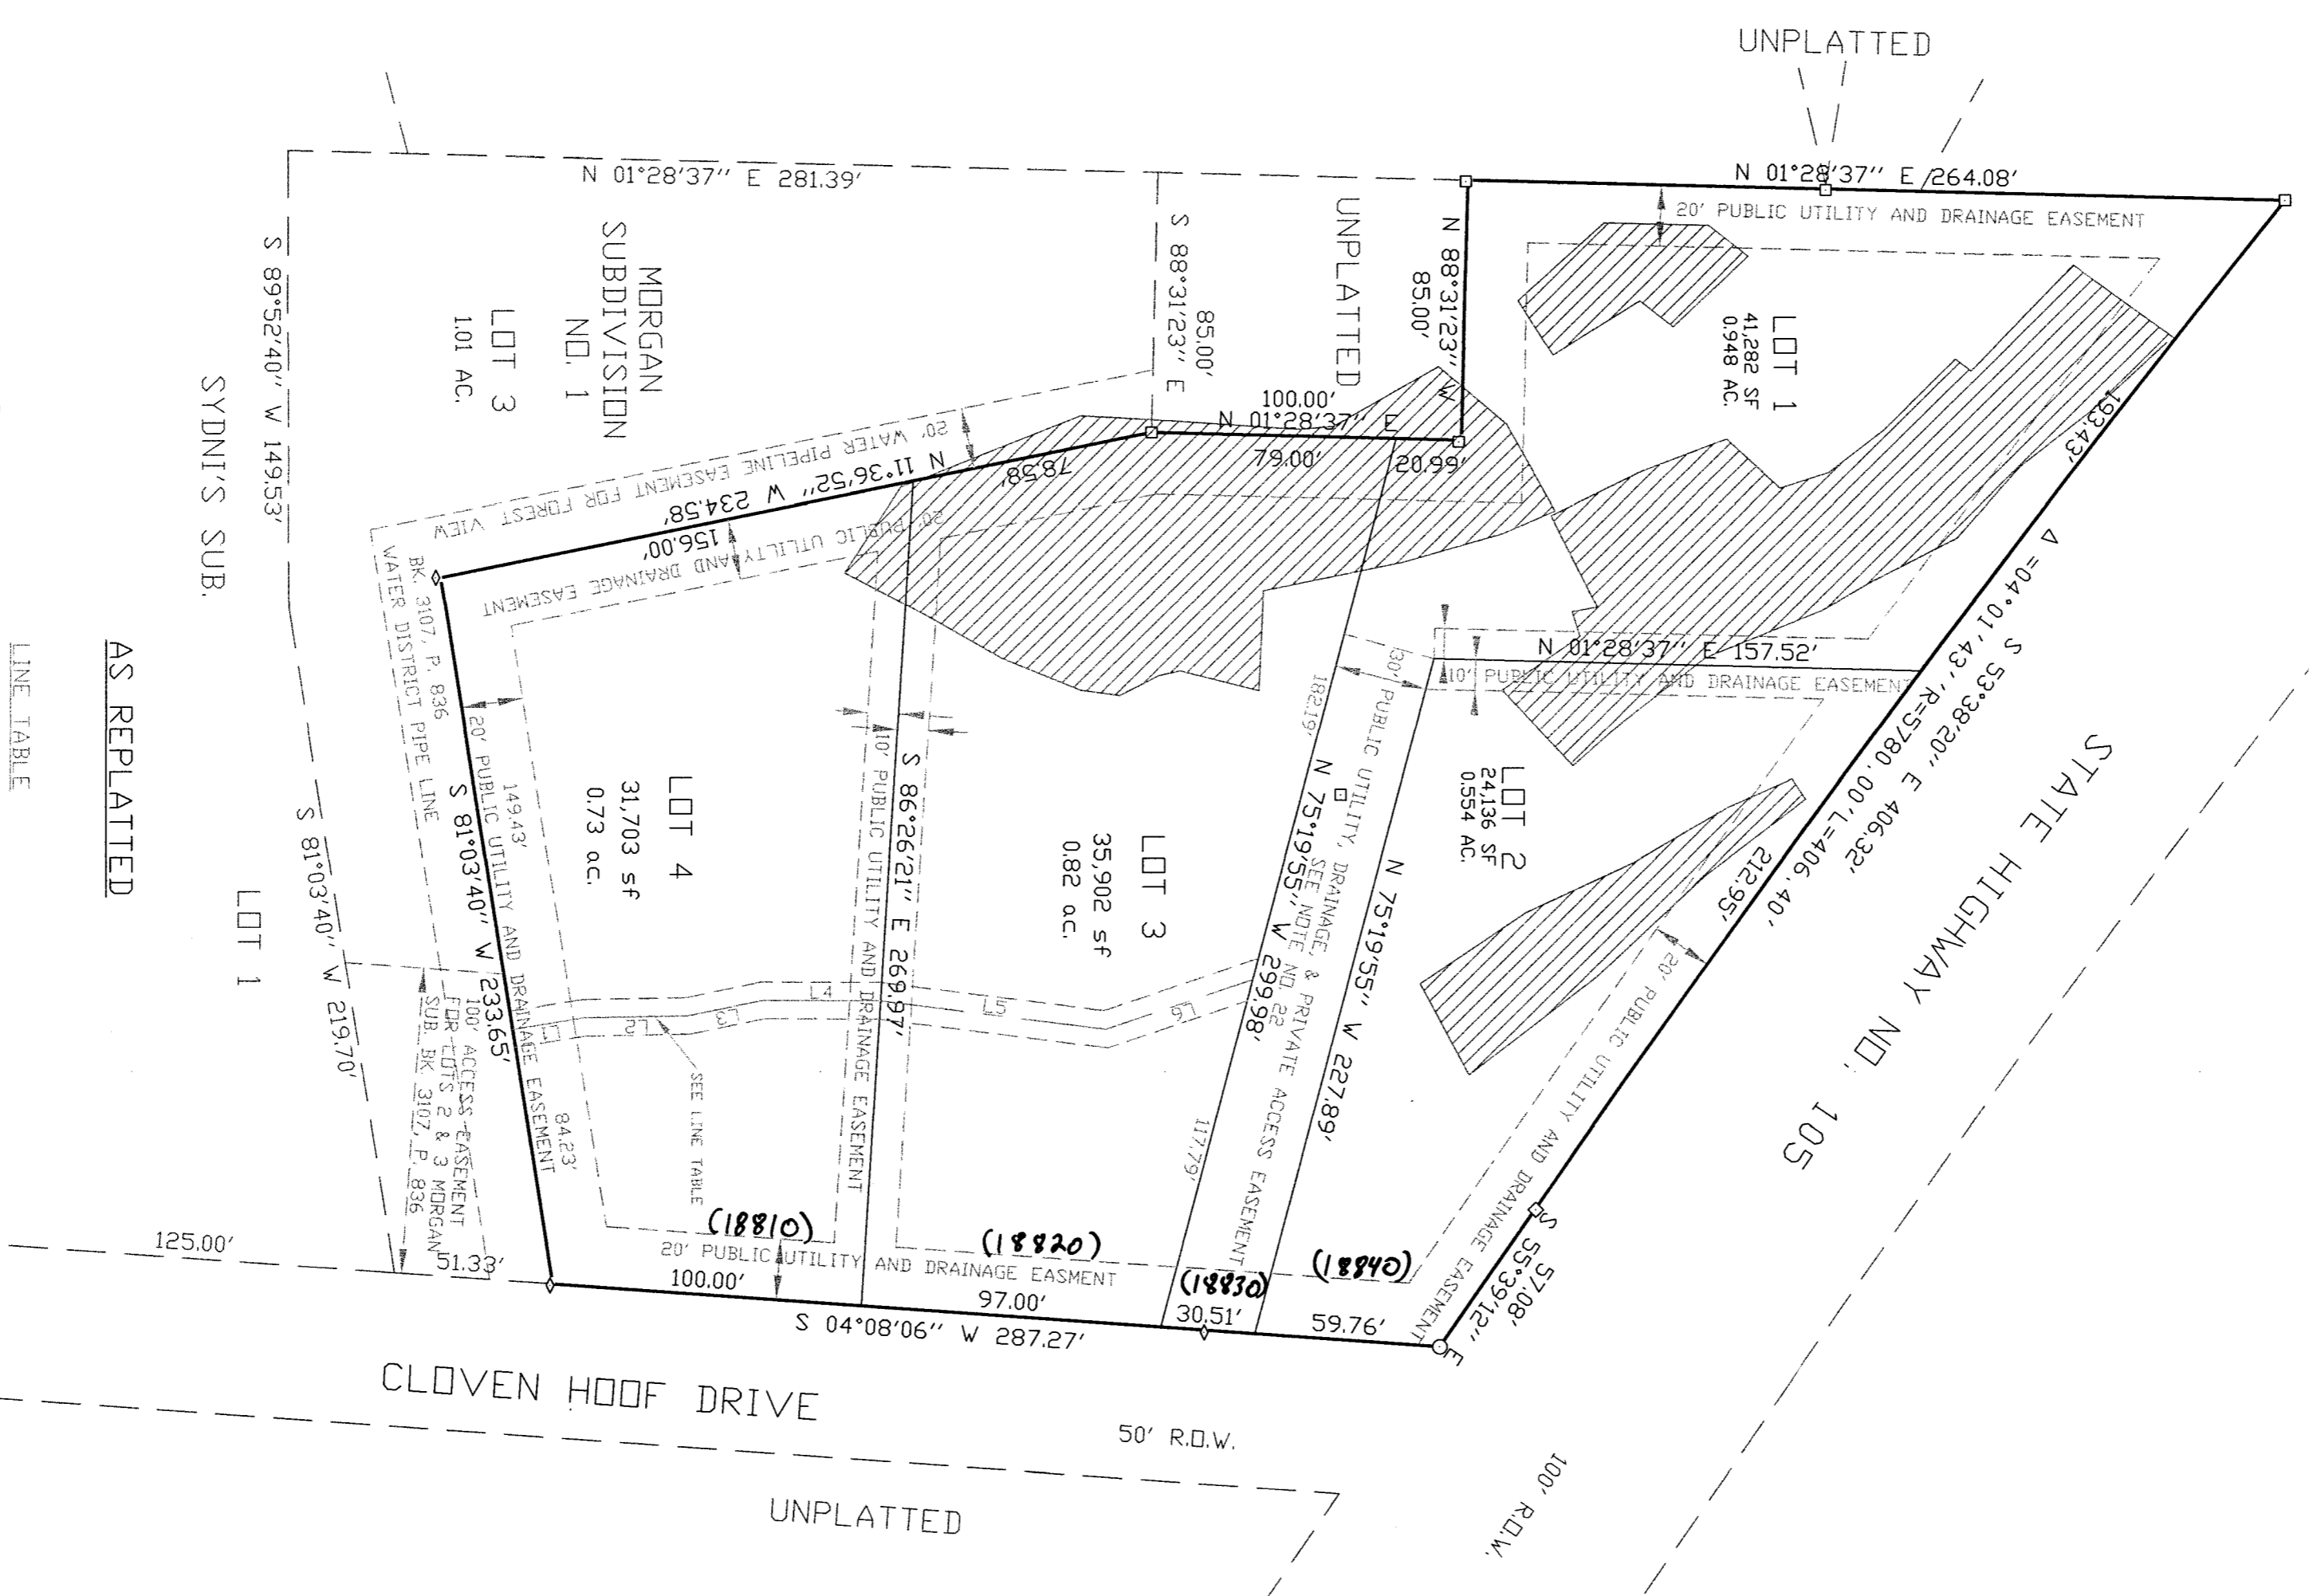 UNPLATTED
N 01°28'37" E 264.08'
20' PUBLIC UTILITY AND DRAINAGE EASEMENT
N 01°28'37" E 281.39'
S 88°31'23" E
85.00'
UNPLATTED
N 88°31'23" W
85.00'
LOT 1
41,282 SF
0.948 AC.
193.43'
MORGAN
SUBDIVISION
NO. 1
LOT 3
1.01 AC.
S 89°52'40" W 149.53'
SYDNI'S SUB.
100.00'
N 01°28'37" E
79.00'
20.99'
20' WATER PIPELINE EASEMENT FOR FOREST VIEW
WATER DISTRICT PIPE LINE
BK. 3107, P. 836
N 11°36'52" W 234.58'
78.58'
156.00'
20' PUBLIC UTILITY AND DRAINAGE EASEMENT
Δ =04°01'43" R=5780.00' L=406.40'
S 53°38'20" E 406.32'
STATE HIGHWAY NO. 105
N 01°28'37" E 157.52'
10' PUBLIC UTILITY AND DRAINAGE EASEMENT
LOT 2
24,136 SF
0.554 AC.
212.95'
20' PUBLIC UTILITY AND DRAINAGE EASEMENT
30' PUBLIC UTILITY, DRAINAGE, & PRIVATE ACCESS EASEMENT
SEE NOTE NO. 22
N 75°19'55" W 227.89'
182.19'
N 75°19'55" W 299.98'
117.79'
LOT 3
35,902 sf
0.82 ac.
S 86°26'21" E 269.97'
10' PUBLIC UTILITY AND DRAINAGE EASEMENT
LOT 4
31,703 sf
0.73 ac.
149.43'
20' PUBLIC UTILITY AND DRAINAGE EASEMENT
S 81°03'40" W 233.65'
84.23'
L1
L2
L3
L4
L5
L6
SEE LINE TABLE
AS REPLATTED
LINE TABLE
LOT 1
S 81°03'40" W 219.70'
100' ACCESS EASEMENT
FOR LOTS 2 & 3 MORGAN
SUB. BK 3107, P. 836
(18810)
(18820)
(18830)
(18840)
20' PUBLIC UTILITY AND DRAINAGE EASMENT
125.00'
51.33'
100.00'
97.00'
30.51'
59.76'
S 04°08'06" W 287.27'
57.08'
S 55°39'12" E
CLOVEN HOOF DRIVE
50' R.O.W.
100' R.O.W.
UNPLATTED